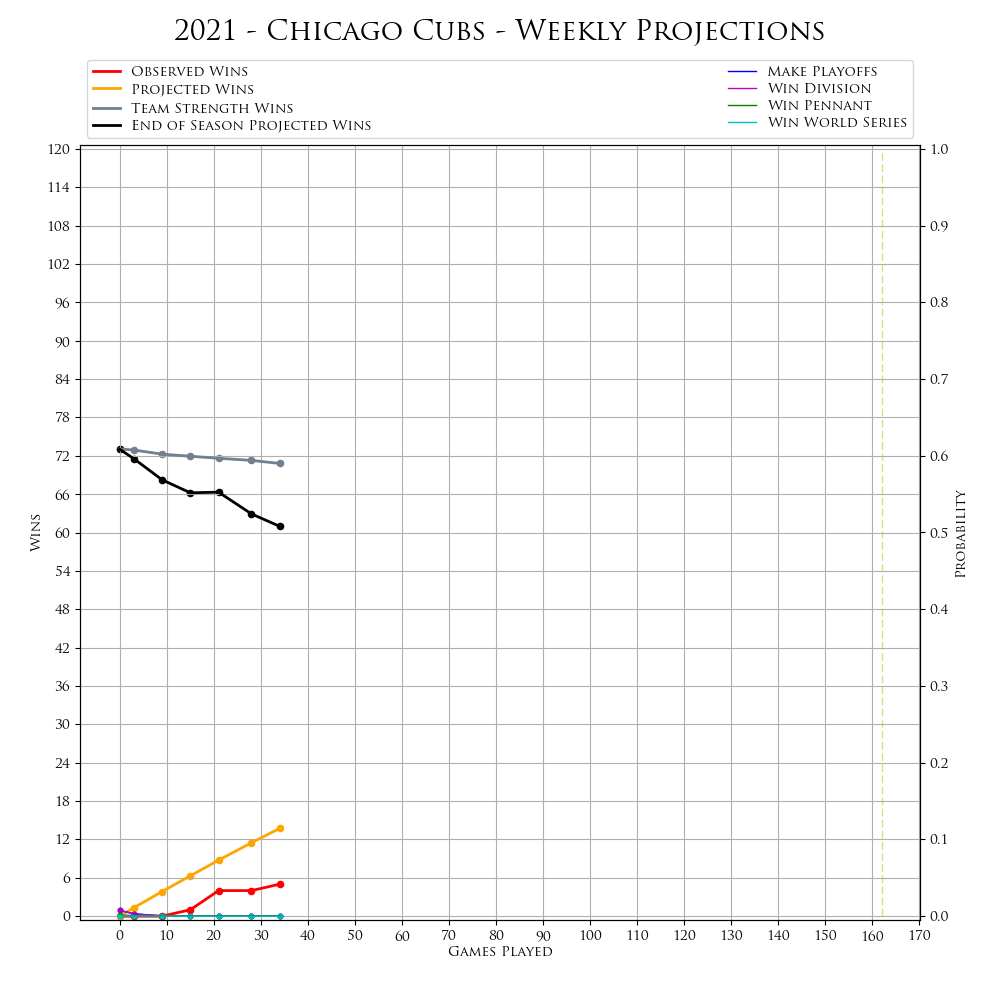 2021 - Chicago Cubs - Weekly Projections
Observed Wins
Projected Wins
Team Strength Wins
End of Season Projected Wins
Make Playoffs
Win Division
Win Pennant
Win World Series
120
114
108
102
96
90
84
78
72
66
60
54
48
42
36
30
24
18
12
6
0
Wins
1.0
0.9
0.8
0.7
0.6
0.5
0.4
0.3
0.2
0.1
0.0
Probability
0 10 20 30 40 50 60 70 80 90 100 110 120 130 140 150 160 170
Games Played